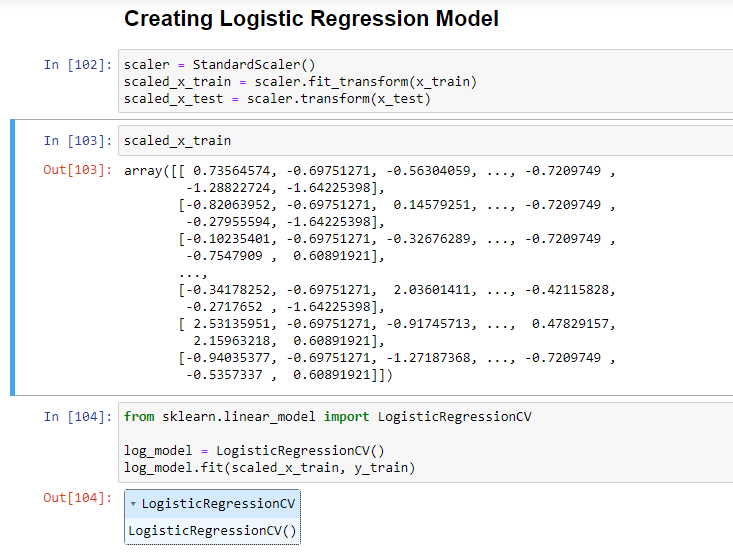 Creating Logistic Regression Model
In [102]: scaler = StandardScaler()
scaled_x_train = scaler.fit_transform(x_train)
scaled_x_test = scaler.transform(x_test)
In [103]: scaled_x_train
Out[103]: array([[ 0.73564574, -0.69751271, -0.56304059, ..., -0.7209749 ,
-1.28822724, -1.64225398],
[-0.82063952, -0.69751271,  0.14579251, ..., -0.7209749 ,
-0.27955594, -1.64225398],
[-0.10235401, -0.69751271, -0.32676289, ..., -0.7209749 ,
-0.7547909 ,  0.60891921],
...,
[-0.34178252, -0.69751271,  2.03601411, ..., -0.42115828,
-0.2717652 , -1.64225398],
[ 2.53135951, -0.69751271, -0.91745713, ...,  0.47829157,
2.15963218,  0.60891921],
[-0.94035377, -0.69751271, -1.27187368, ..., -0.7209749 ,
-0.5357337 ,  0.60891921]])
In [104]: from sklearn.linear_model import LogisticRegressionCV
log_model = LogisticRegressionCV()
log_model.fit(scaled_x_train, y_train)
Out[104]: ▾ LogisticRegressionCV
LogisticRegressionCV()